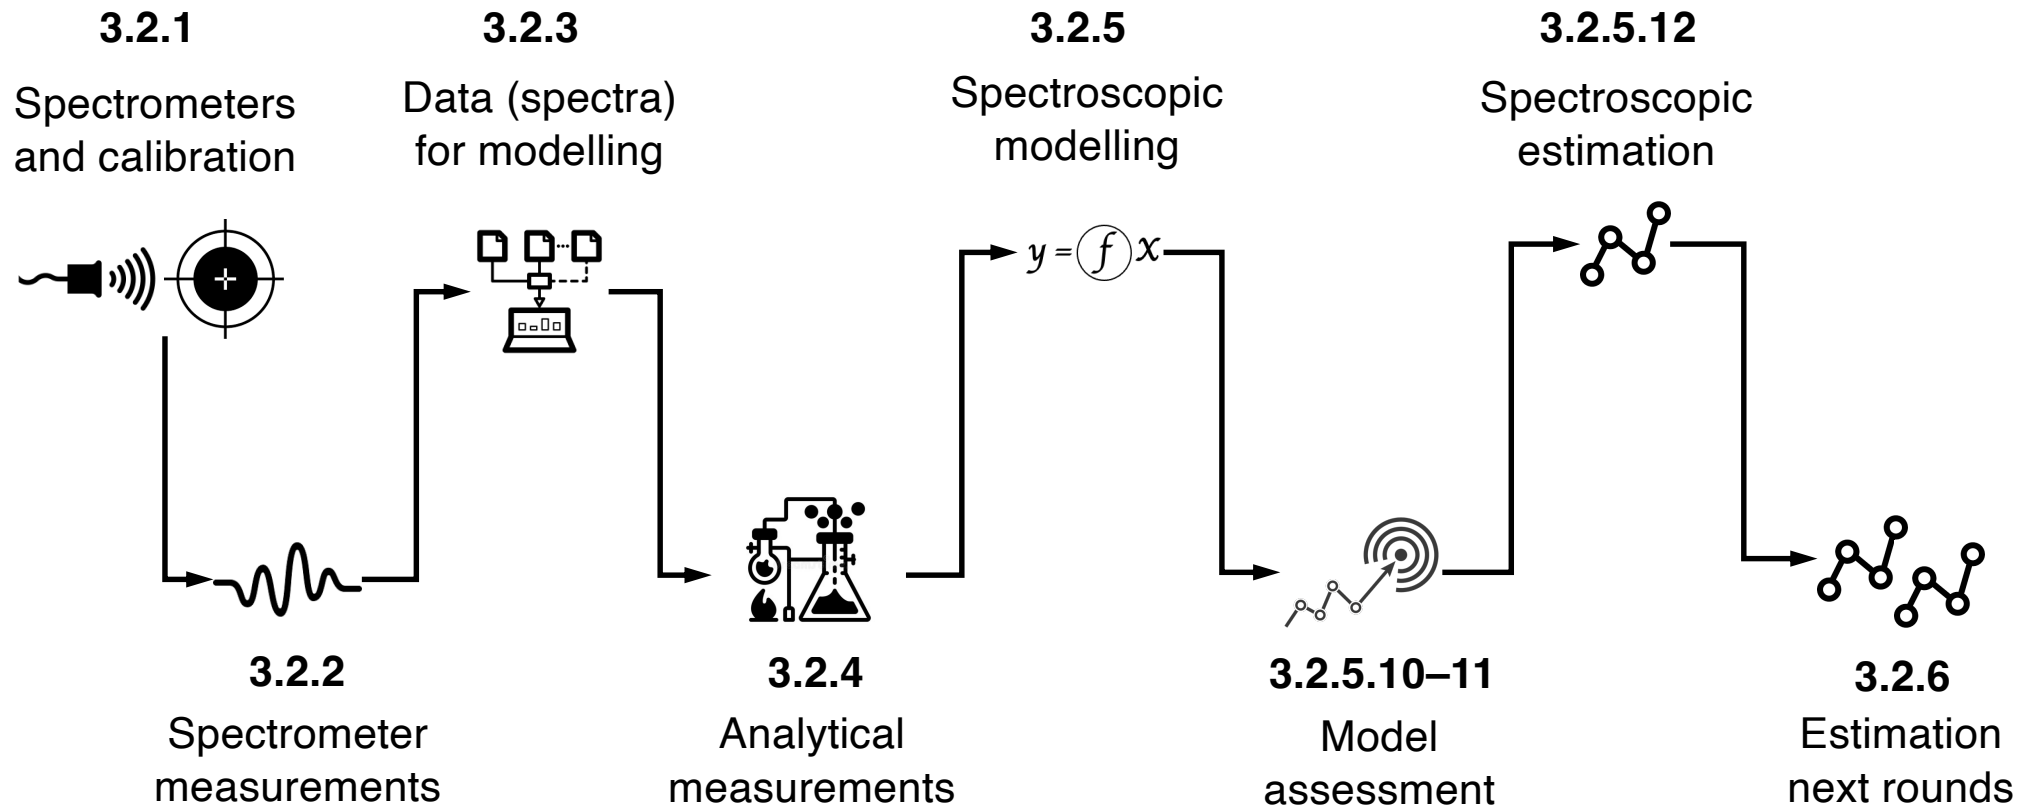 3.2.1
Spectrometers
and calibration
3.2.2
Spectrometer
measurements
3.2.3
Data (spectra)
for modelling
3.2.4
Analytical
measurements
3.2.5
Spectroscopic
modelling
y = f x
3.2.5.10–11
Model
assessment
3.2.5.12
Spectroscopic
estimation
3.2.6
Estimation
next rounds